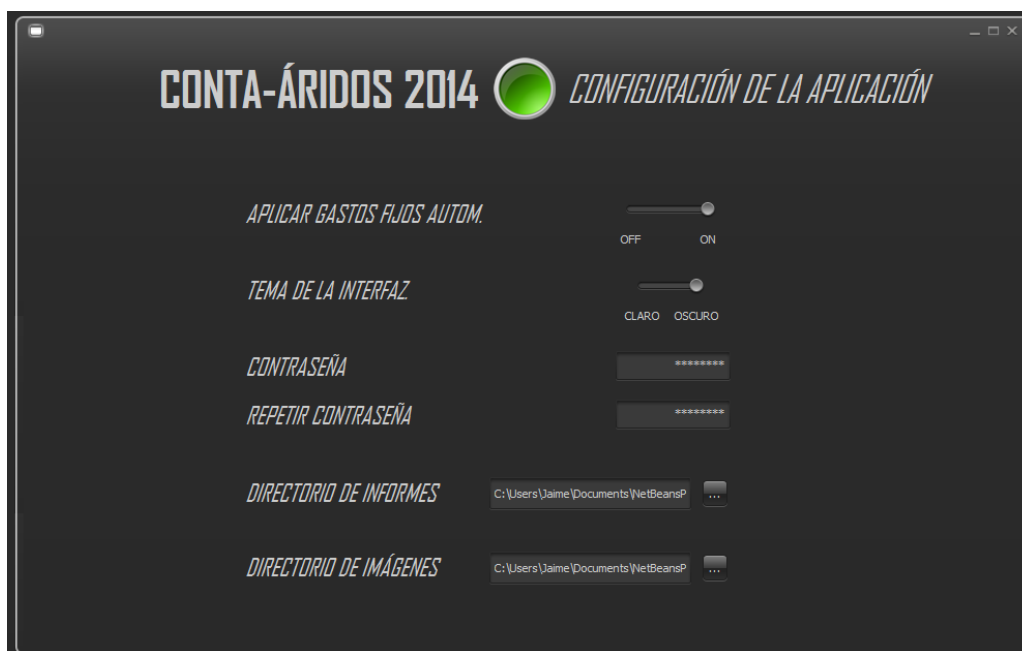 CONTA-ÁRIDOS 2014 CONFIGURACIÓN DE LA APLICACIÓN
APLICAR GASTOS FIJOS AUTOM.
OFF ON
TEMA DE LA INTERFAZ
CLARO OSCURO
CONTRASEÑA ********
REPETIR CONTRASEÑA ********
DIRECTORIO DE INFORMES C:\Users\Jaime\Documents\NetBeansP ...
DIRECTORIO DE IMÁGENES C:\Users\Jaime\Documents\NetBeansP ...